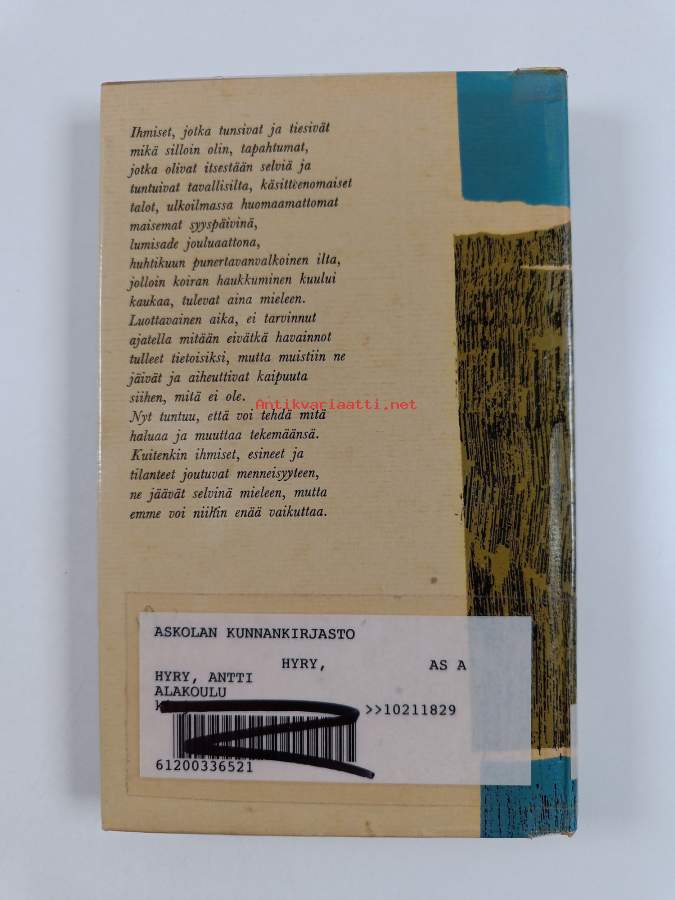 Ihmiset, jotka tunsivat ja tiesivät
mikä silloin olin, tapahtumat,
jotka olivat itsestään selviä ja
tuntuivat tavallisilta, käsitteenomaiset
talot, ulkoilmassa huomaamattomat
maisemat syyspäivinä,
lumisade jouluaattona,
huhtikuun punertavanvalkoinen ilta,
jolloin koiran haukkuminen kuului
kaukaa, tulevat aina mieleen.
Luottavainen aika, ei tarvinnut
ajatella mitään eivätkä havainnot
tulleet tietoisiksi, mutta muistiin ne
jäivät ja aiheuttivat kaipuuta
siihen, mitä ei ole.
Antikvariaatti.net
Nyt tuntuu, että voi tehdä mitä
haluaa ja muuttaa tekemäänsä.
Kuitenkin ihmiset, esineet ja
tilanteet joutuvat menneisyyteen,
ne jäävät selvinä mieleen, mutta
emme voi niihin enää vaikuttaa.
ASKOLAN KUNNANKIRJASTO
HYRY, AS A
HYRY, ANTTI
ALAKOULU
>>10211829
61200336521